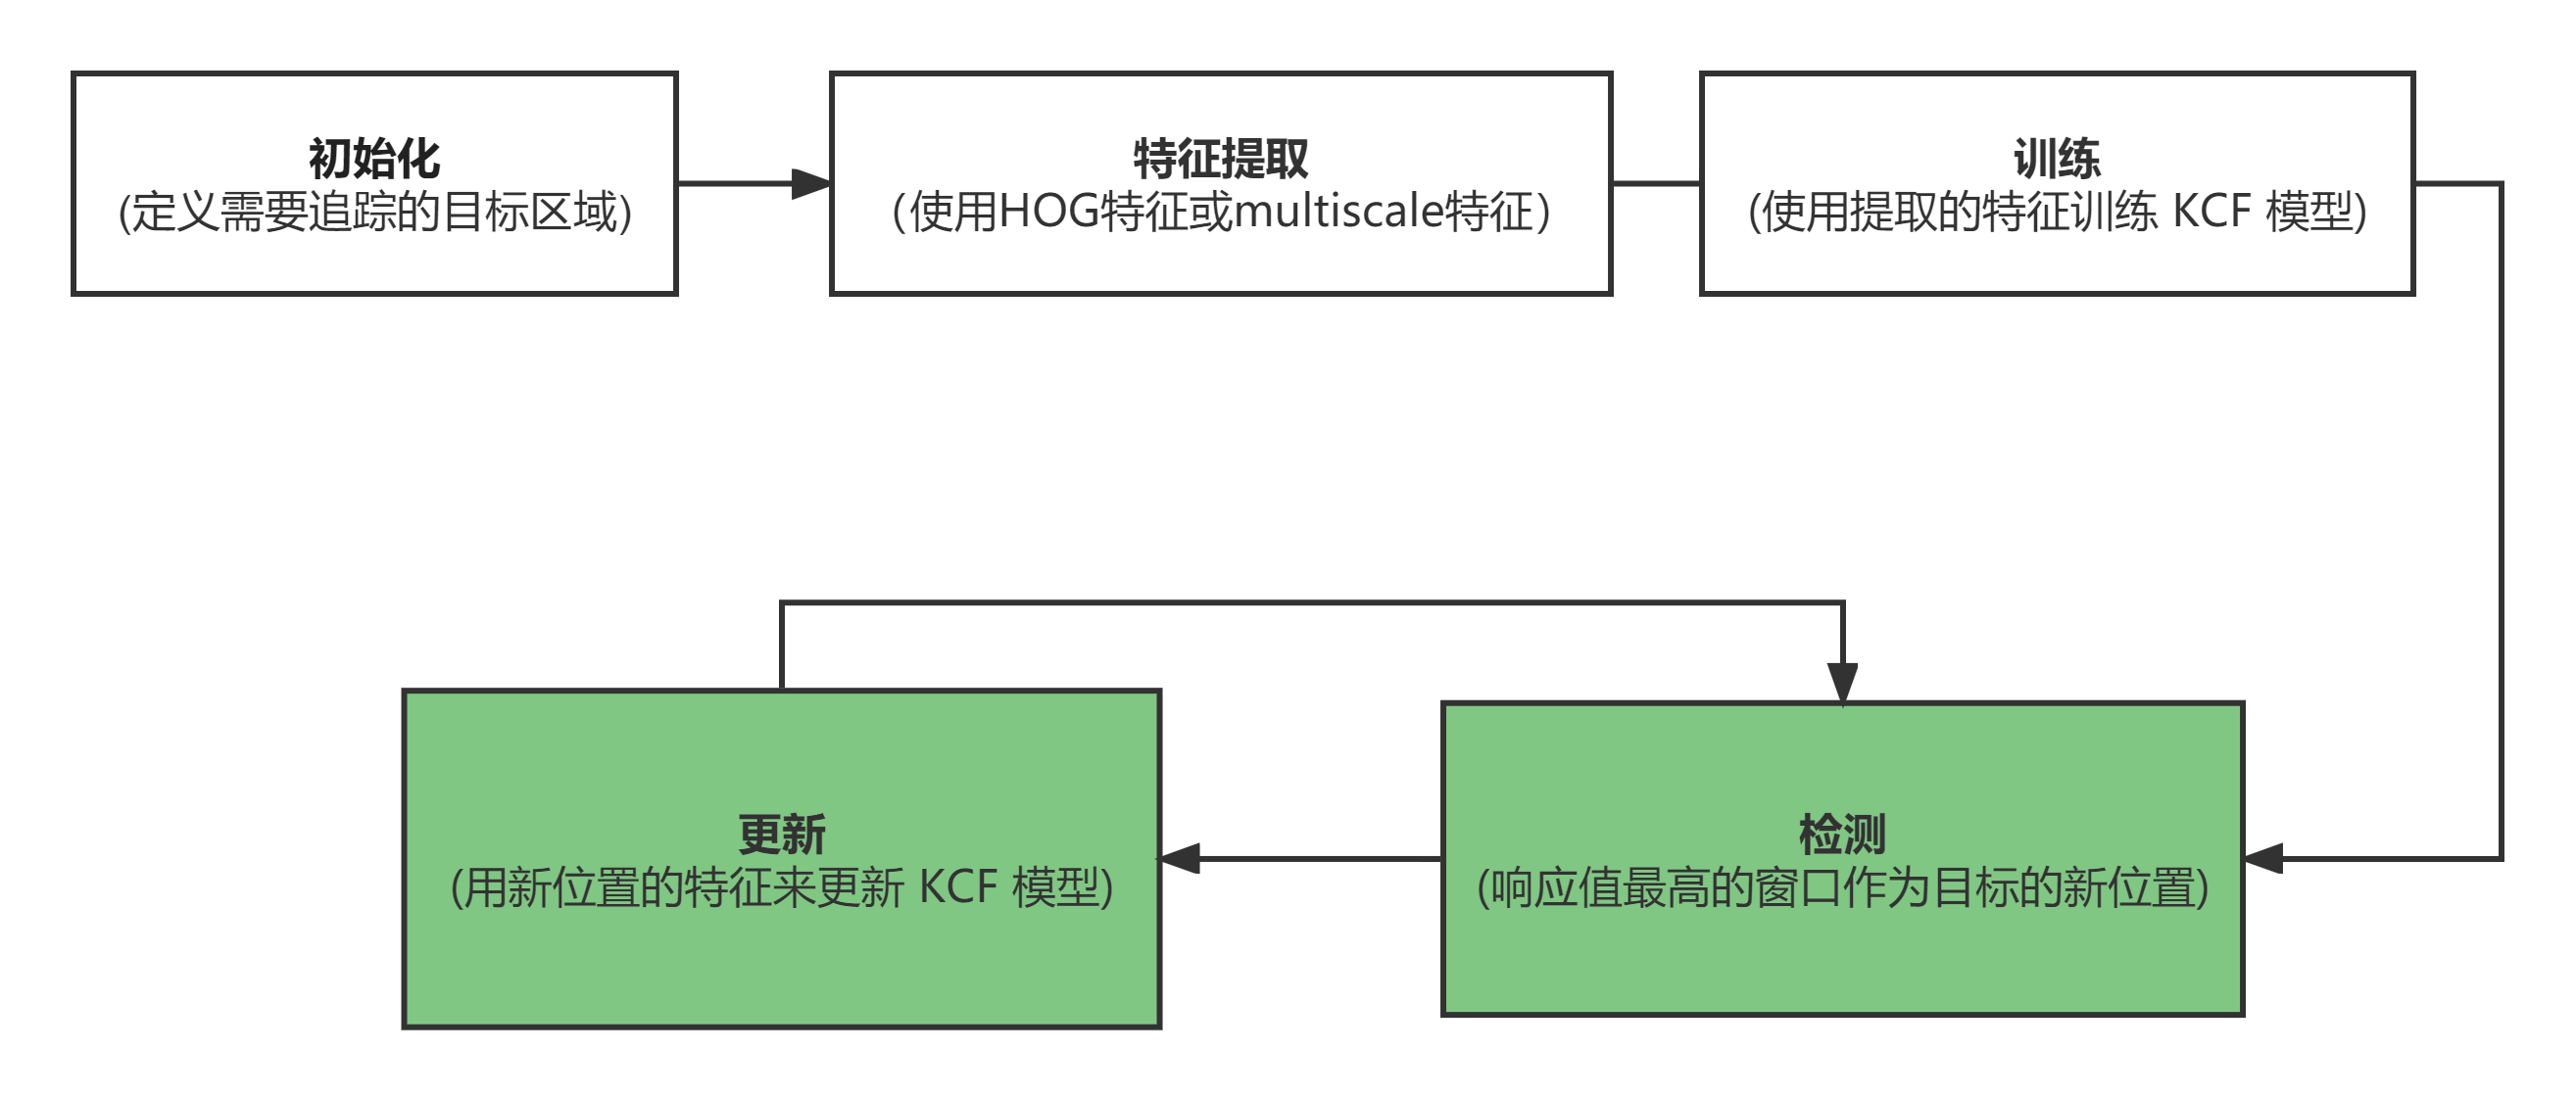 初始化
(定义需要追踪的目标区域)
特征提取
（使用HOG特征或multiscale特征）
训练
(使用提取的特征训练 KCF 模型)
更新
(用新位置的特征来更新 KCF 模型)
检测
(响应值最高的窗口作为目标的新位置)